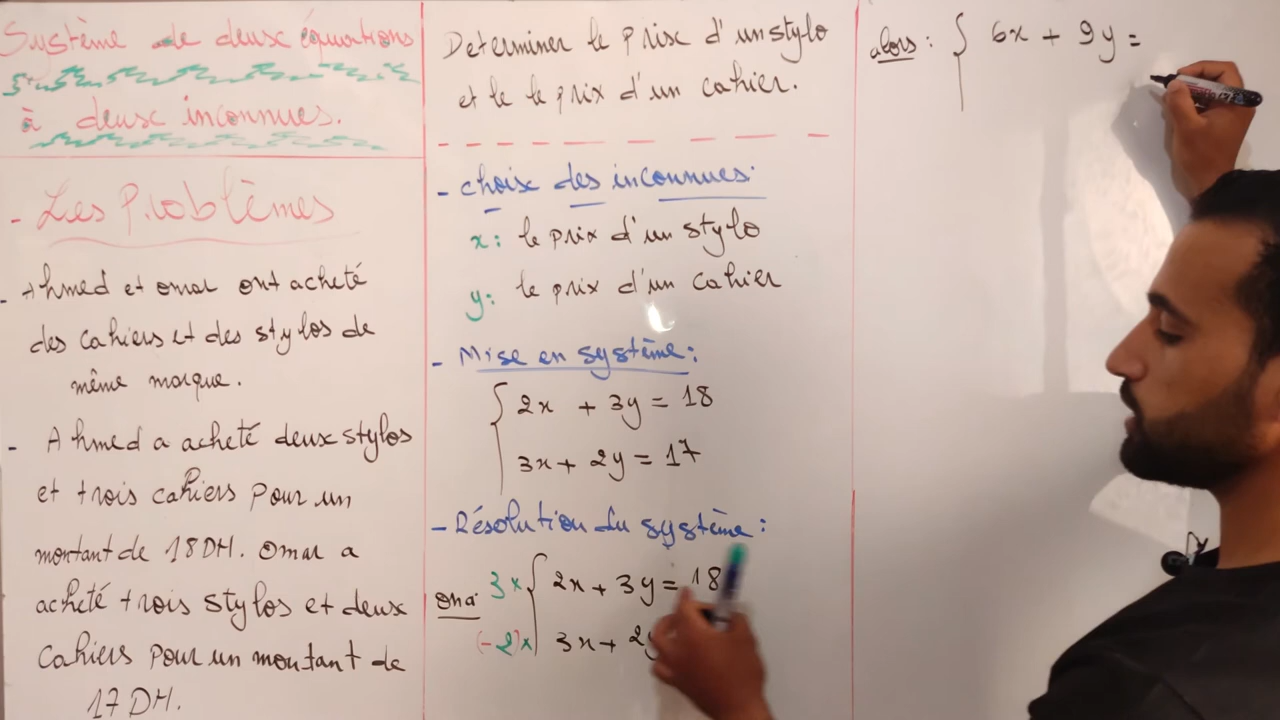 Système de deux équations
à deux inconnues.
- Les Problèmes
- Ahmed et omar ont acheté
des cahiers et des stylos de
même marque.
- Ahmed a acheté deux stylos
et trois cahiers pour un
montant de 18DH. Omar a
acheté trois stylos et deux
cahiers pour un montant de
17DH.
Determiner le prix d'un stylo
et le le prix d'un cahier.
- choix des inconnues:
x: le prix d'un stylo
y: le prix d'un cahier
- Mise en système:
2x + 3y = 18
3x + 2y = 17
- Résolution du système:
ona: 3x { 2x + 3y = 18
(-2)x 3x + 2y
alors: { 6x + 9y =